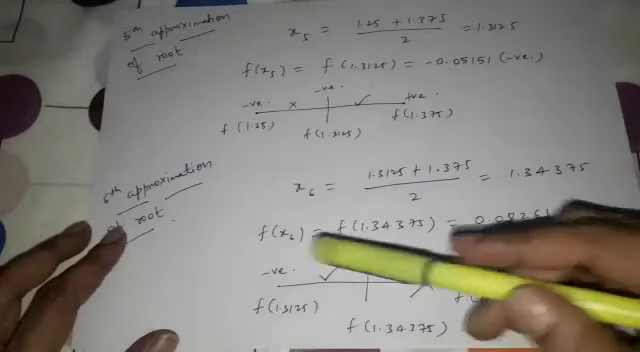 5th approximation of root
x₅ = (1.25 + 1.375)/2 = 1.3125
f(x₅) = f(1.3125) = -0.05151 (-ve.)
-ve. × -ve. ✓ +ve.
f(1.25) f(1.3125) f(1.375)
6th approximation of root
x₆ = (1.3125 + 1.375)/2 = 1.34375
f(x₆) = f(1.34375) =
-ve. ✓
f(1.3125)
f(1.34375)